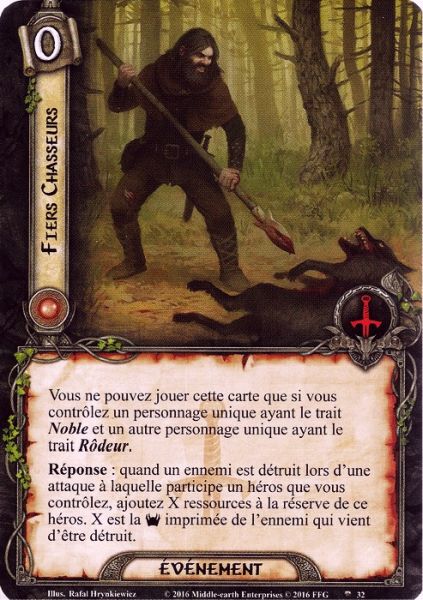 0
FIERS CHASSEURS
Vous ne pouvez jouer cette carte que si vous
contrôlez un personnage unique ayant le trait
Noble et un autre personnage unique ayant le
trait Rôdeur.
Réponse : quand un ennemi est détruit lors d’une
attaque à laquelle participe un héros que vous
contrôlez, ajoutez X ressources à la réserve de ce
héros. X est la imprimée de l’ennemi qui vient
d’être détruit.
ÉVÉNEMENT
Illus. Rafal Hrynkiewicz © 2016 Middle-earth Enterprises © 2016 FFG 32